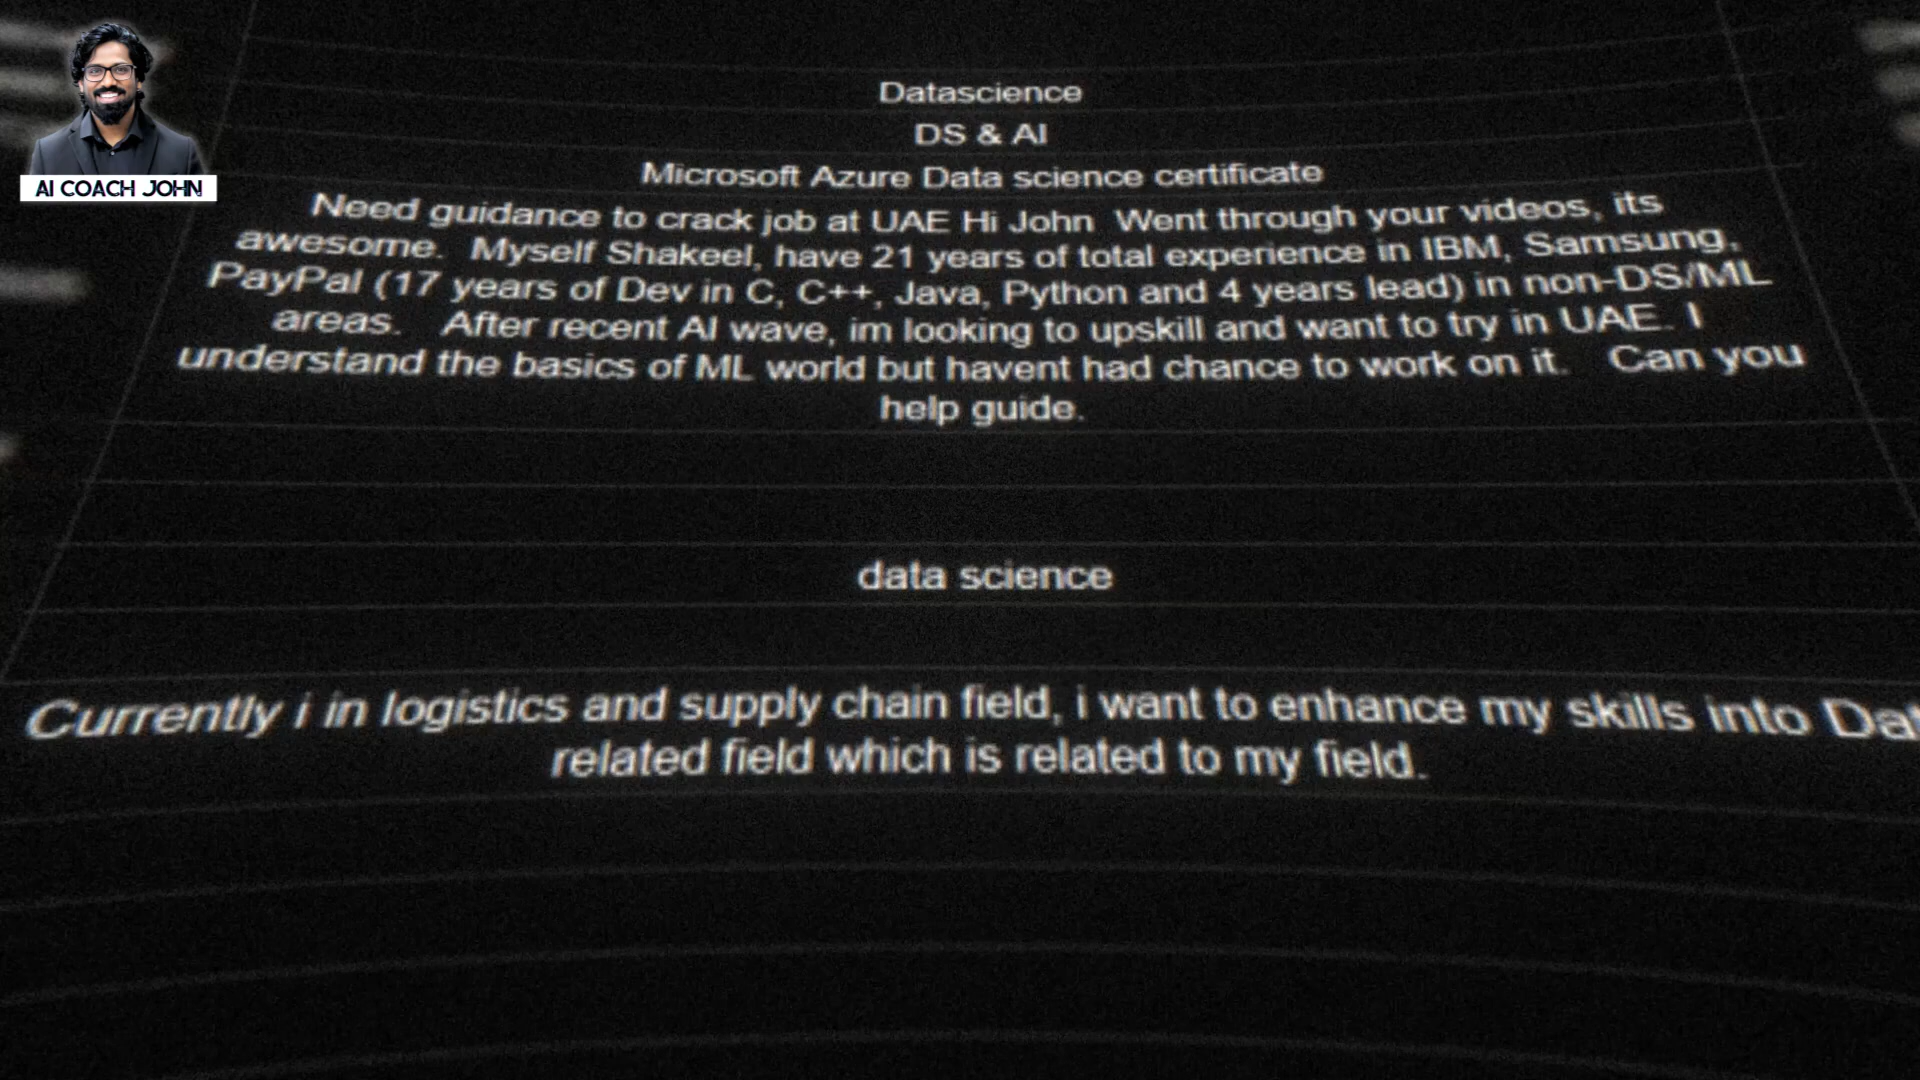 AI COACH JOHN
Datascience
DS & AI
Microsoft Azure Data science certificate
Need guidance to crack job at UAE Hi John Went through your videos, its
awesome. Myself Shakeel, have 21 years of total experience in IBM, Samsung,
PayPal (17 years of Dev in C, C++, Java, Python and 4 years lead) in non-DS/ML
areas. After recent AI wave, im looking to upskill and want to try in UAE. I
understand the basics of ML world but havent had chance to work on it. Can you
help guide.
data science
Currently i in logistics and supply chain field, i want to enhance my skills into
related field which is related to my field.